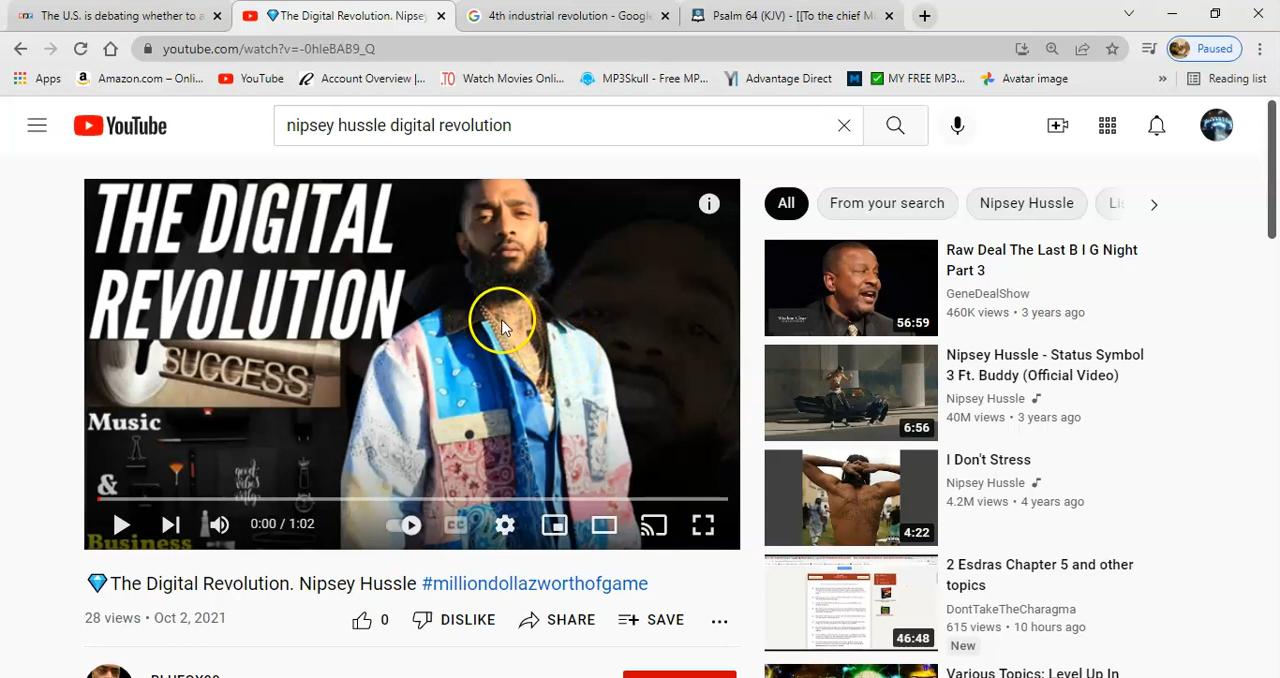 The U.S. is debating whether to a
The Digital Revolution. Nipsey
4th industrial revolution - Google
Psalm 64 (KJV) - [[To the chief M
youtube.com/watch?v=-0hleBAB9_Q
Paused
Apps
Amazon.com – Onli...
YouTube
Account Overview |...
Watch Movies Onli...
MP3Skull - Free MP...
Advantage Direct
MY FREE MP3...
Avatar image
»
Reading list
YouTube
nipsey hussle digital revolution
THE DIGITAL
REVOLUTION
SUCCESS
Music
&
Business
0:00 / 1:02
The Digital Revolution. Nipsey Hussle #milliondollazworthofgame
28 views • Oct 2, 2021
0
DISLIKE
SHARE
SAVE
BLUFOX00
All
From your search
Nipsey Hussle
Raw Deal The Last B I G Night
Part 3
GeneDealShow
460K views • 3 years ago
56:59
Nipsey Hussle - Status Symbol
3 Ft. Buddy (Official Video)
Nipsey Hussle
40M views • 3 years ago
6:56
I Don't Stress
Nipsey Hussle
4.2M views • 4 years ago
4:22
2 Esdras Chapter 5 and other
topics
DontTakeTheCharagma
615 views • 10 hours ago
New
46:48
Various Topics: Level Up In